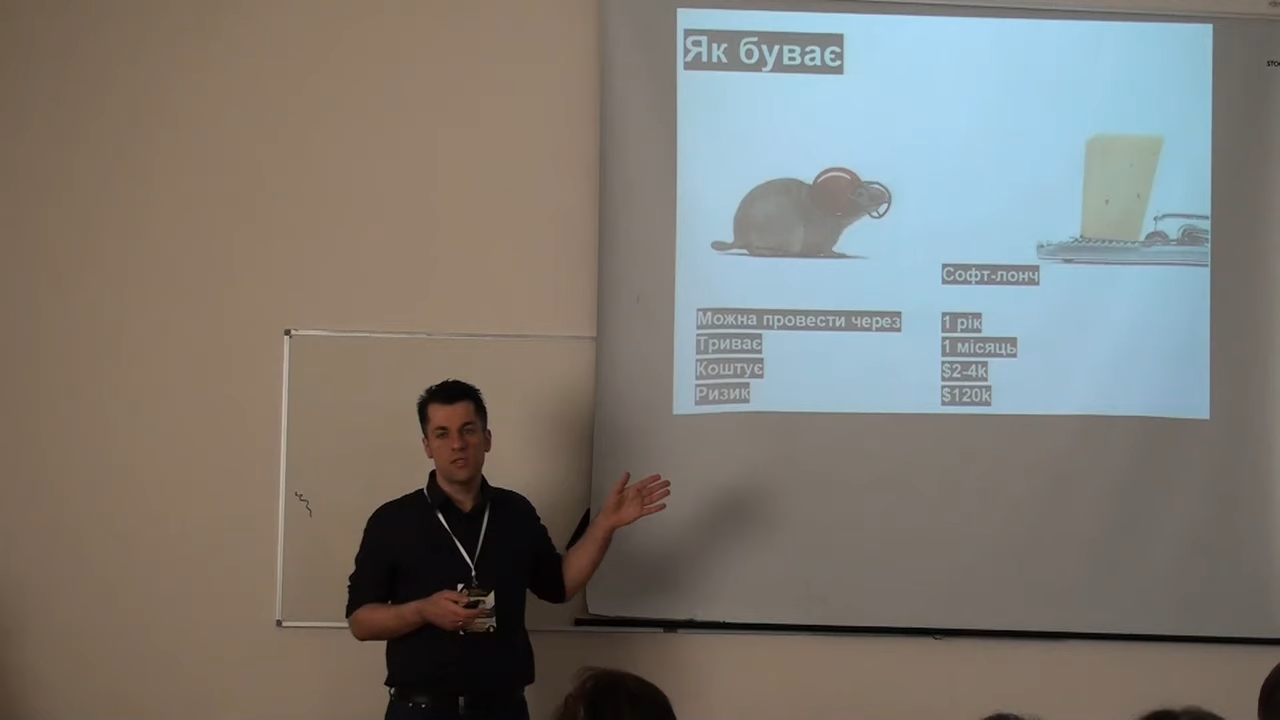 Як буває
Софт-лонч
Можна провести через 1 рік
Триває 1 місяць
Коштує $2-4k
Ризик $120k